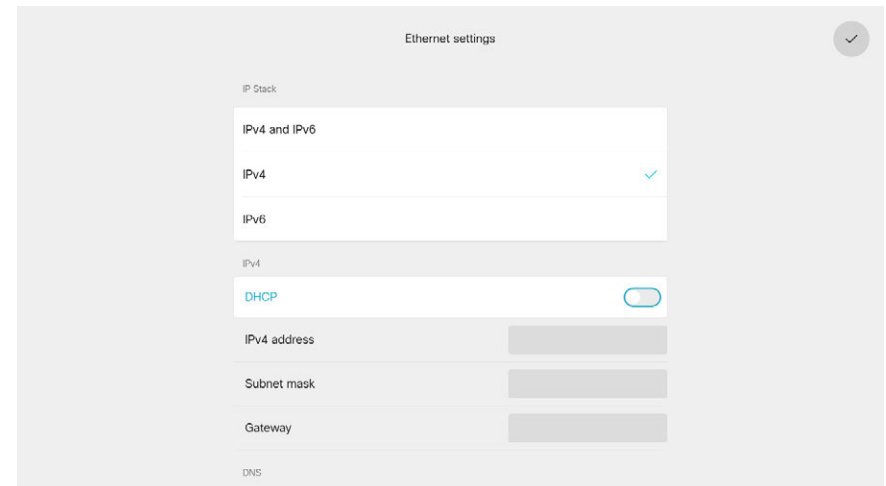 Ethernet settings
IP Stack
IPv4 and IPv6
IPv4
IPv6
IPv4
DHCP
IPv4 address
Subnet mask
Gateway
DNS